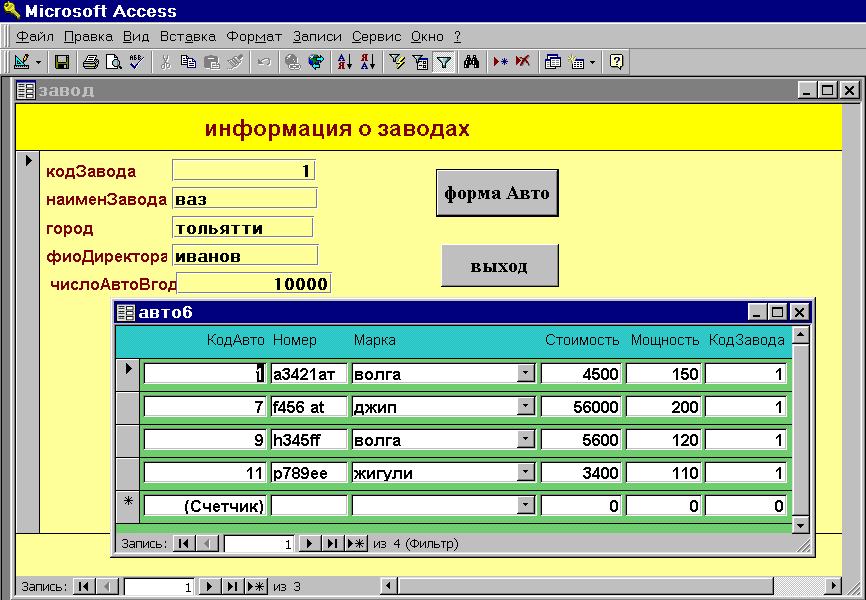 Microsoft Access
Файл Правка Вид Вставка Формат Записи Сервис Окно ?
завод
информация о заводах
кодЗавода 1
наименЗавода ваз
город тольятти
фиоДиректора иванов
числоАвтоВгод 10000
форма Авто
выход
авто6
КодАвто Номер Марка Стоимость Мощность КодЗавода
1 а3421ат волга 4500 150 1
7 f456 at джип 56000 200 1
9 h345ff волга 5600 120 1
11 p789ee жигули 3400 110 1
(Счетчик) 0 0 0
Запись: 1 из 4 (Фильтр)
Запись: 1 из 3